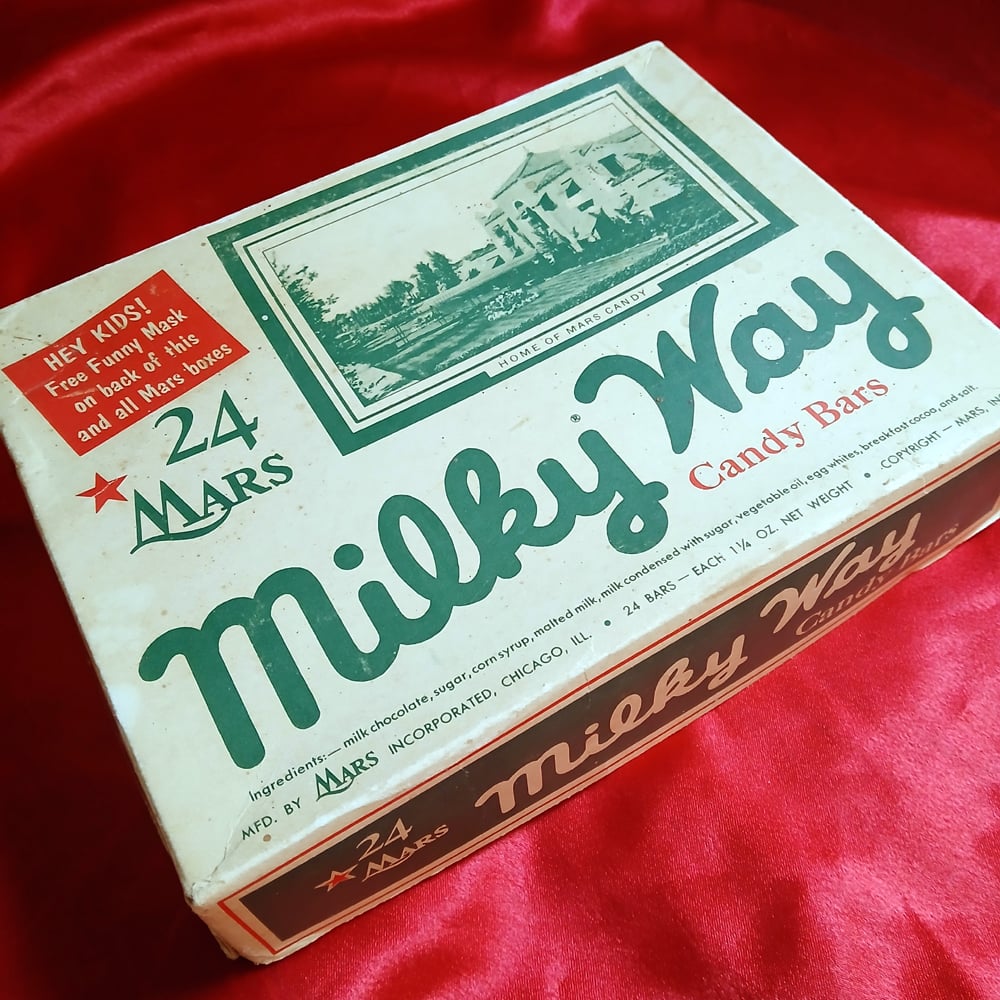 HEY KIDS!
Free Funny Mask
on back of this
and all Mars boxes
24
MARS
HOME OF MARS CANDY
Milky Way
®
Candy Bars
Ingredients:— milk chocolate, sugar, corn syrup, malted milk, milk condensed with sugar, vegetable oil, egg whites, breakfast cocoa, and salt.
MFD. BY MARS INCORPORATED, CHICAGO, ILL. • 24 BARS — EACH 1¼ OZ. NET WEIGHT • COPYRIGHT — MARS,
24
MARS
Milky Way
Candy Bars